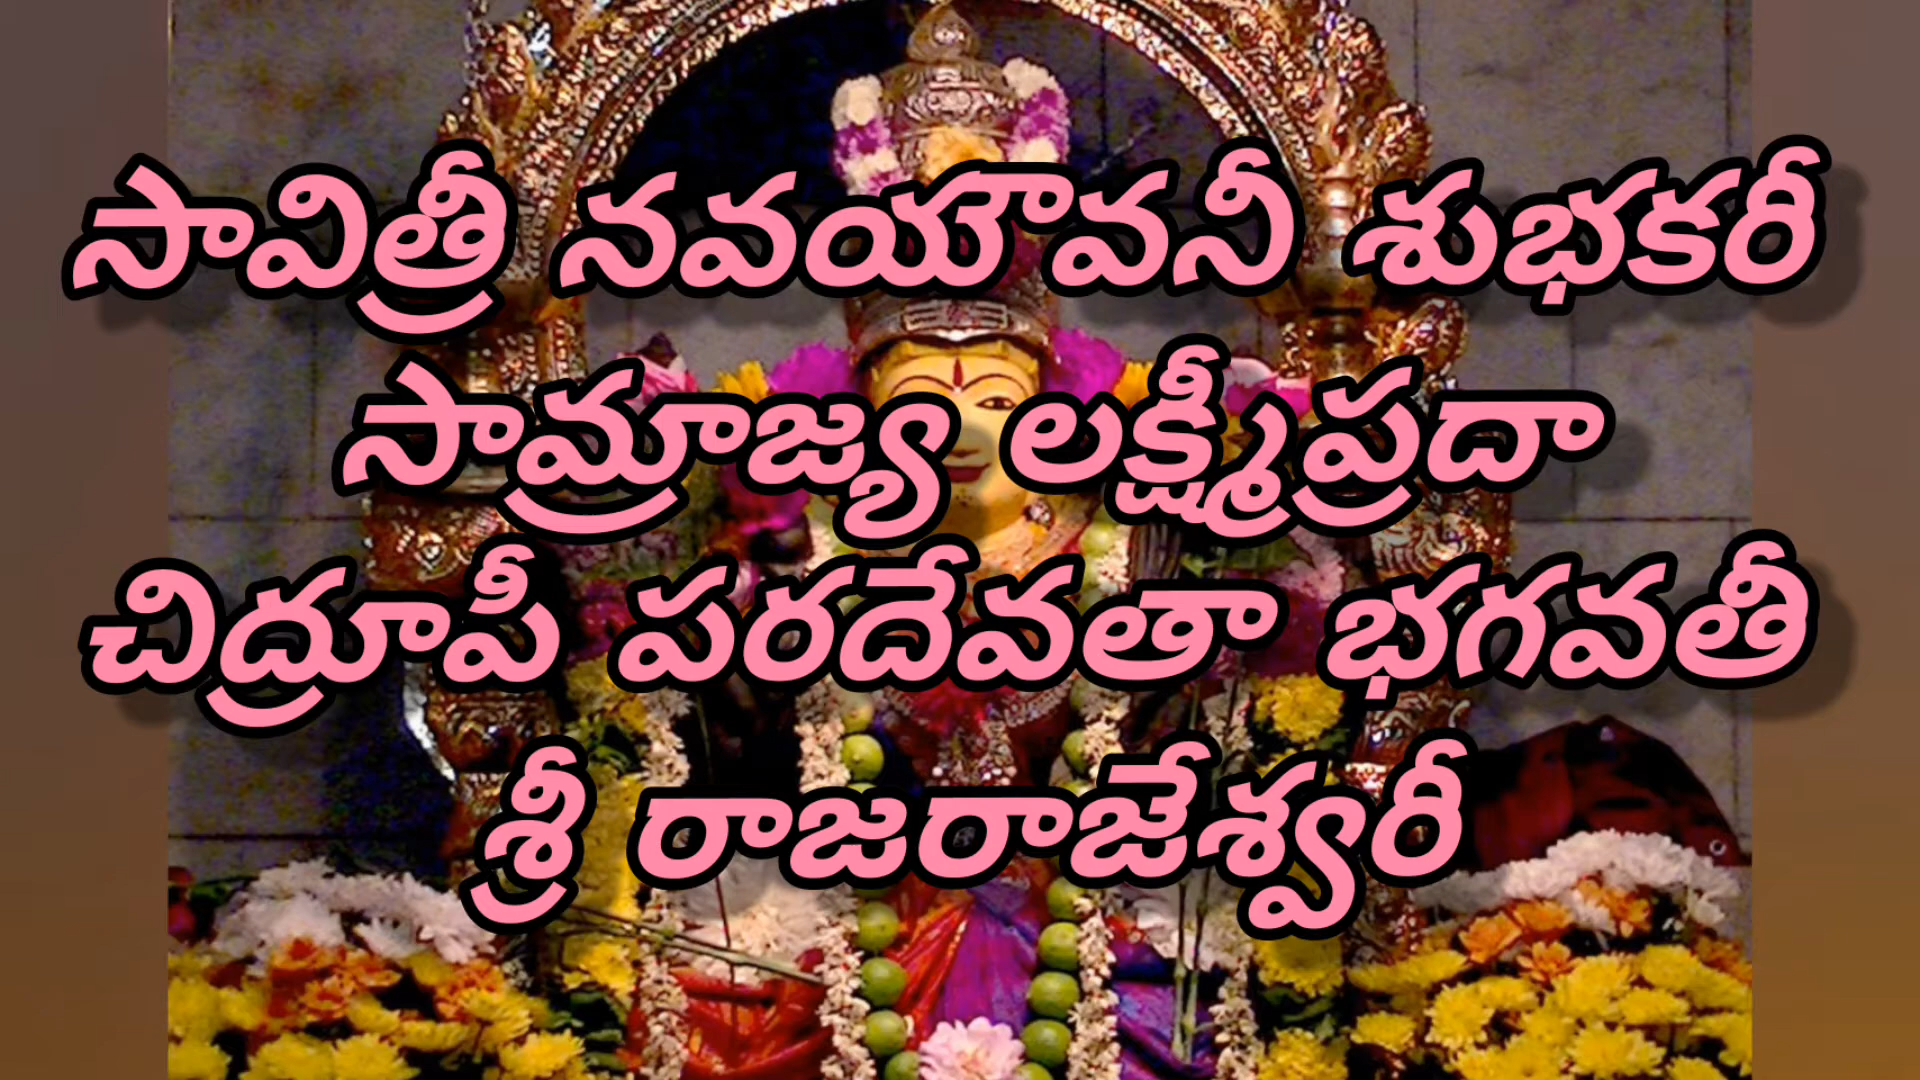 సావిత్రీ నవయౌవనీ శుభకరీ
సామ్రాజ్య లక్ష్మీప్రదా
చిద్రూపీ పరదేవతా భగవతీ
శ్రీ రాజరాజేశ్వరీ